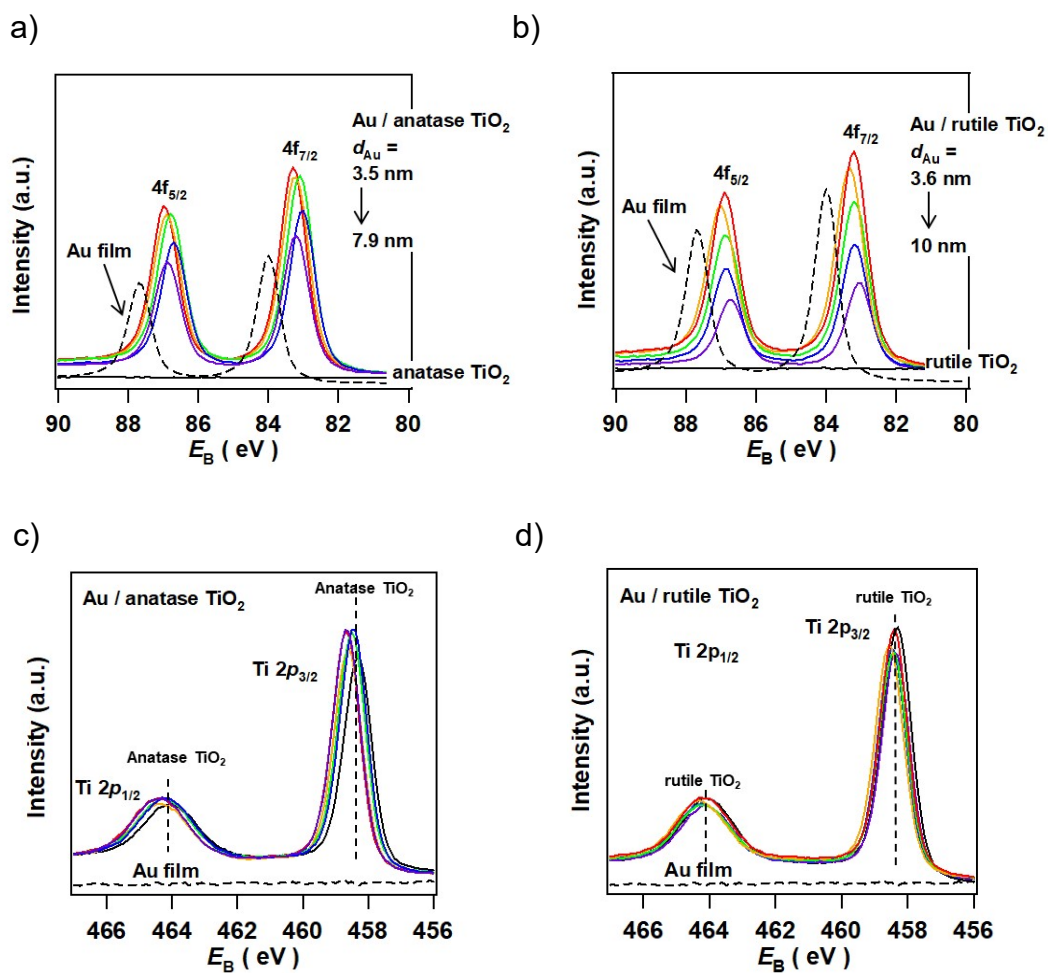 a)
Intensity (a.u.)
Au film
4f5/2
4f7/2
Au / anatase TiO2
dAu =
3.5 nm
7.9 nm
anatase TiO2
90 88 86 84 82 80
EB ( eV )
b)
Intensity (a.u.)
Au film
4f5/2
4f7/2
Au / rutile TiO2
dAu =
3.6 nm
10 nm
rutile TiO2
90 88 86 84 82 80
EB ( eV )
c)
Intensity (a.u.)
Au / anatase TiO2
Anatase TiO2
Ti 2p3/2
Anatase TiO2
Ti 2p1/2
Au film
466 464 462 460 458 456
EB ( eV )
d)
Intensity (a.u.)
Au / rutile TiO2
rutile TiO2
Ti 2p3/2
Ti 2p1/2
rutile TiO2
Au film
466 464 462 460 458 456
EB ( eV )